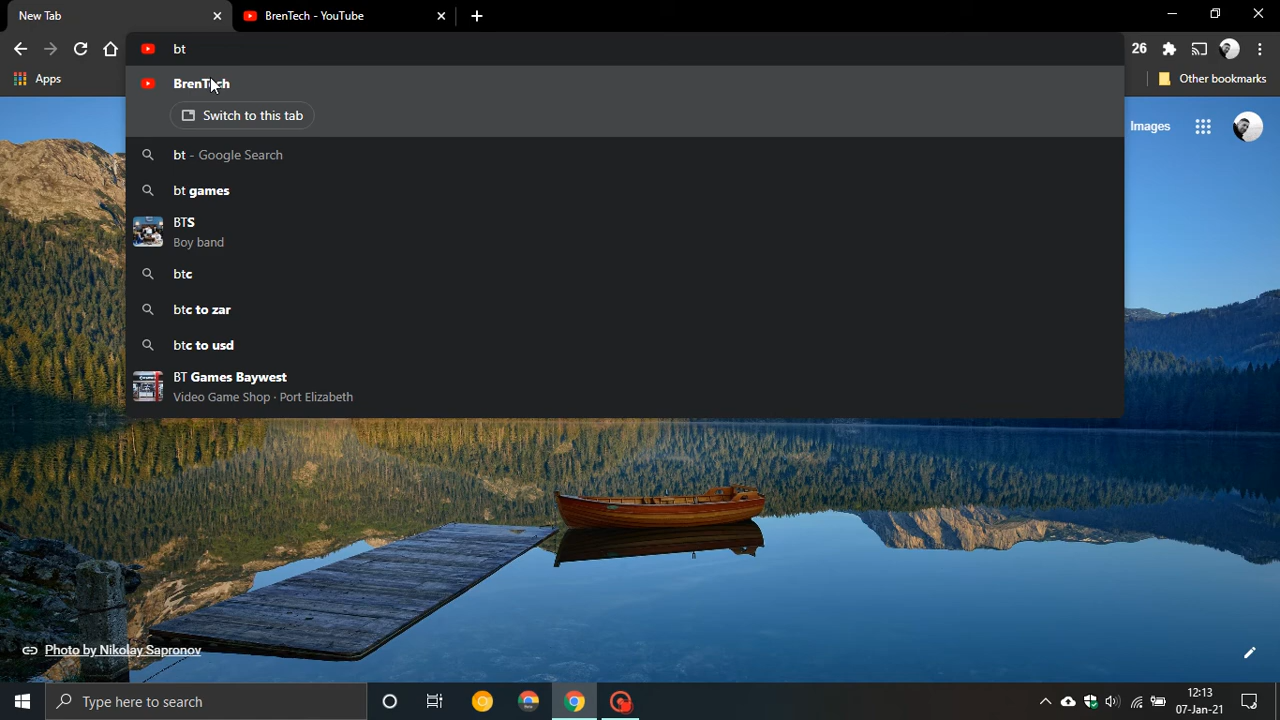 New Tab
BrenTech - YouTube
bt
26
Apps
Other bookmarks
BrenTech
Switch to this tab
bt - Google Search
Images
bt games
BTS
Boy band
btc
btc to zar
btc to usd
BT Games Baywest
Video Game Shop · Port Elizabeth
Photo by Nikolay Sapronov
Type here to search
12:13
07-Jan-21